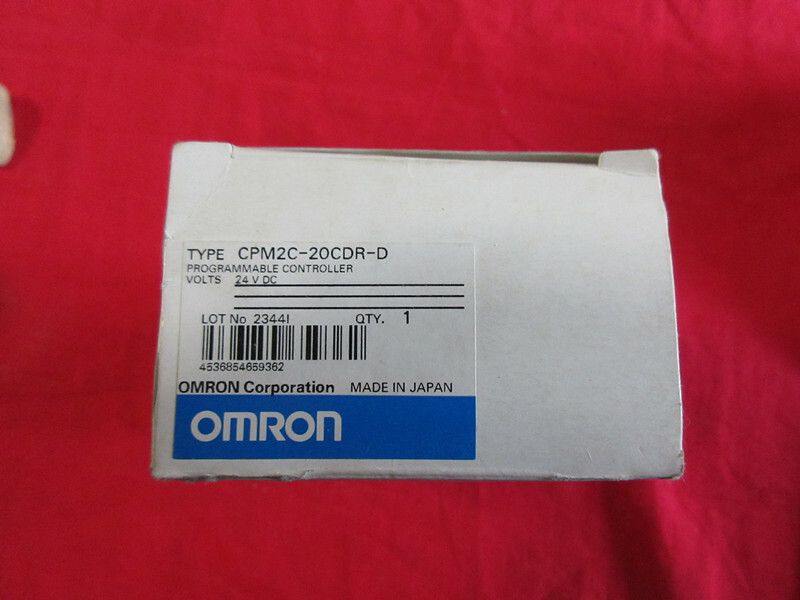 TYPE CPM2C-20CDR-D
PROGRAMMABLE CONTROLLER
VOLTS 24 V DC
LOT No 2344I QTY. 1
4536854659362
OMRON Corporation MADE IN JAPAN
OMRON